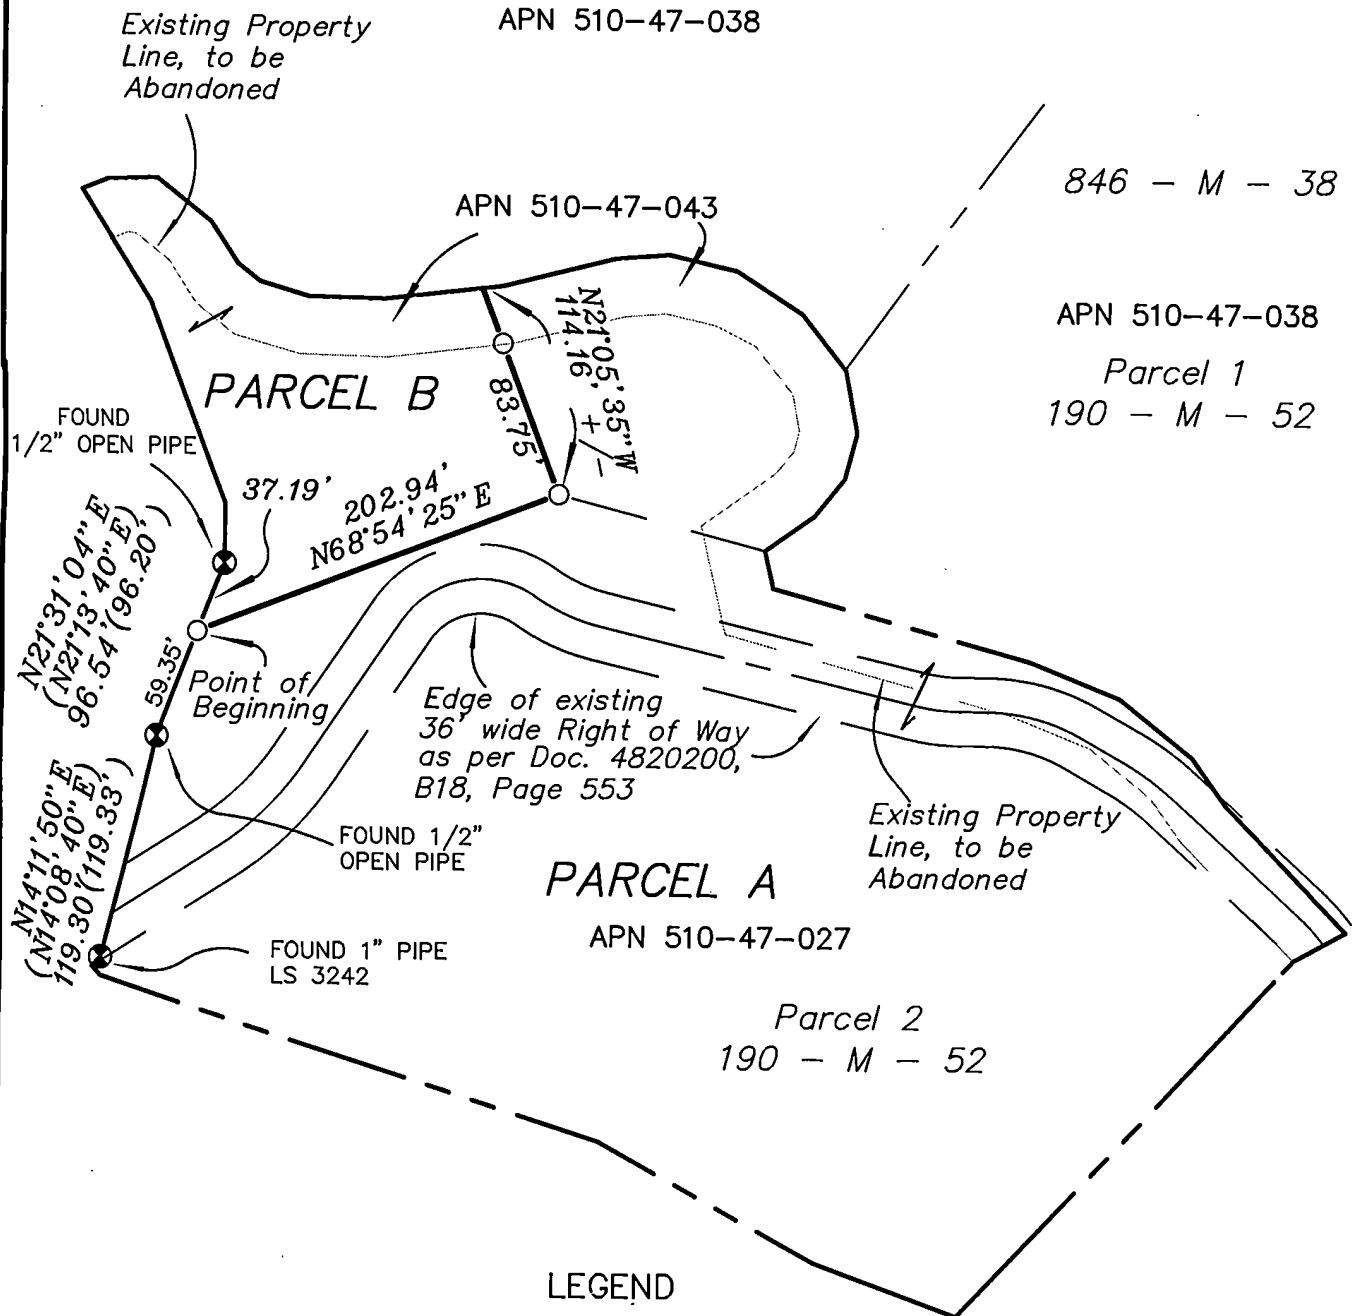 Existing Property
Line, to be
Abandoned
APN 510-47-038
846 - M - 38
APN 510-47-043
N21°05'35"W
114.16' + -
APN 510-47-038
Parcel 1
190 - M - 52
PARCEL B
83.75'
FOUND
1/2" OPEN PIPE
37.19'
202.94'
N68°54'25" E
N21°31'04" E
(N21°13'40" E)
96.54'(96.20')
59.35'
Point of
Beginning
Edge of existing
36' wide Right of Way
as per Doc. 4820200,
B18, Page 553
N14°11'50" E
(N14°08'40" E)
119.30'(119.33')
FOUND 1/2"
OPEN PIPE
Existing Property
Line, to be
Abandoned
PARCEL A
APN 510-47-027
FOUND 1" PIPE
LS 3242
Parcel 2
190 - M - 52
LEGEND